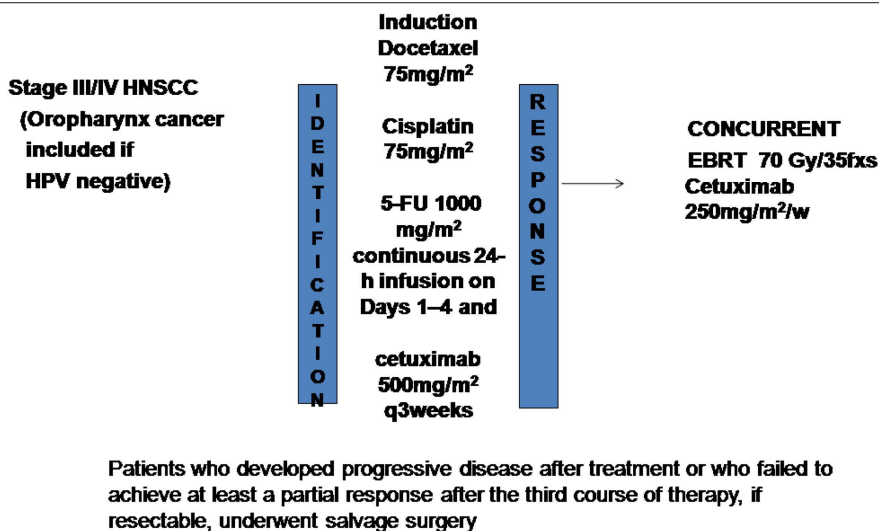 Stage III/IV HNSCC
(Oropharynx cancer
included if
HPV negative)
IDENTIFICATION
Induction
Docetaxel
75mg/m²
Cisplatin
75mg/m²
5-FU 1000
mg/m²
continuous 24-
h infusion on
Days 1–4 and
cetuximab
500mg/m²
q3weeks
RESPONSE
CONCURRENT
EBRT 70 Gy/35fxs
Cetuximab
250mg/m²/w
Patients who developed progressive disease after treatment or who failed to
achieve at least a partial response after the third course of therapy, if
resectable, underwent salvage surgery